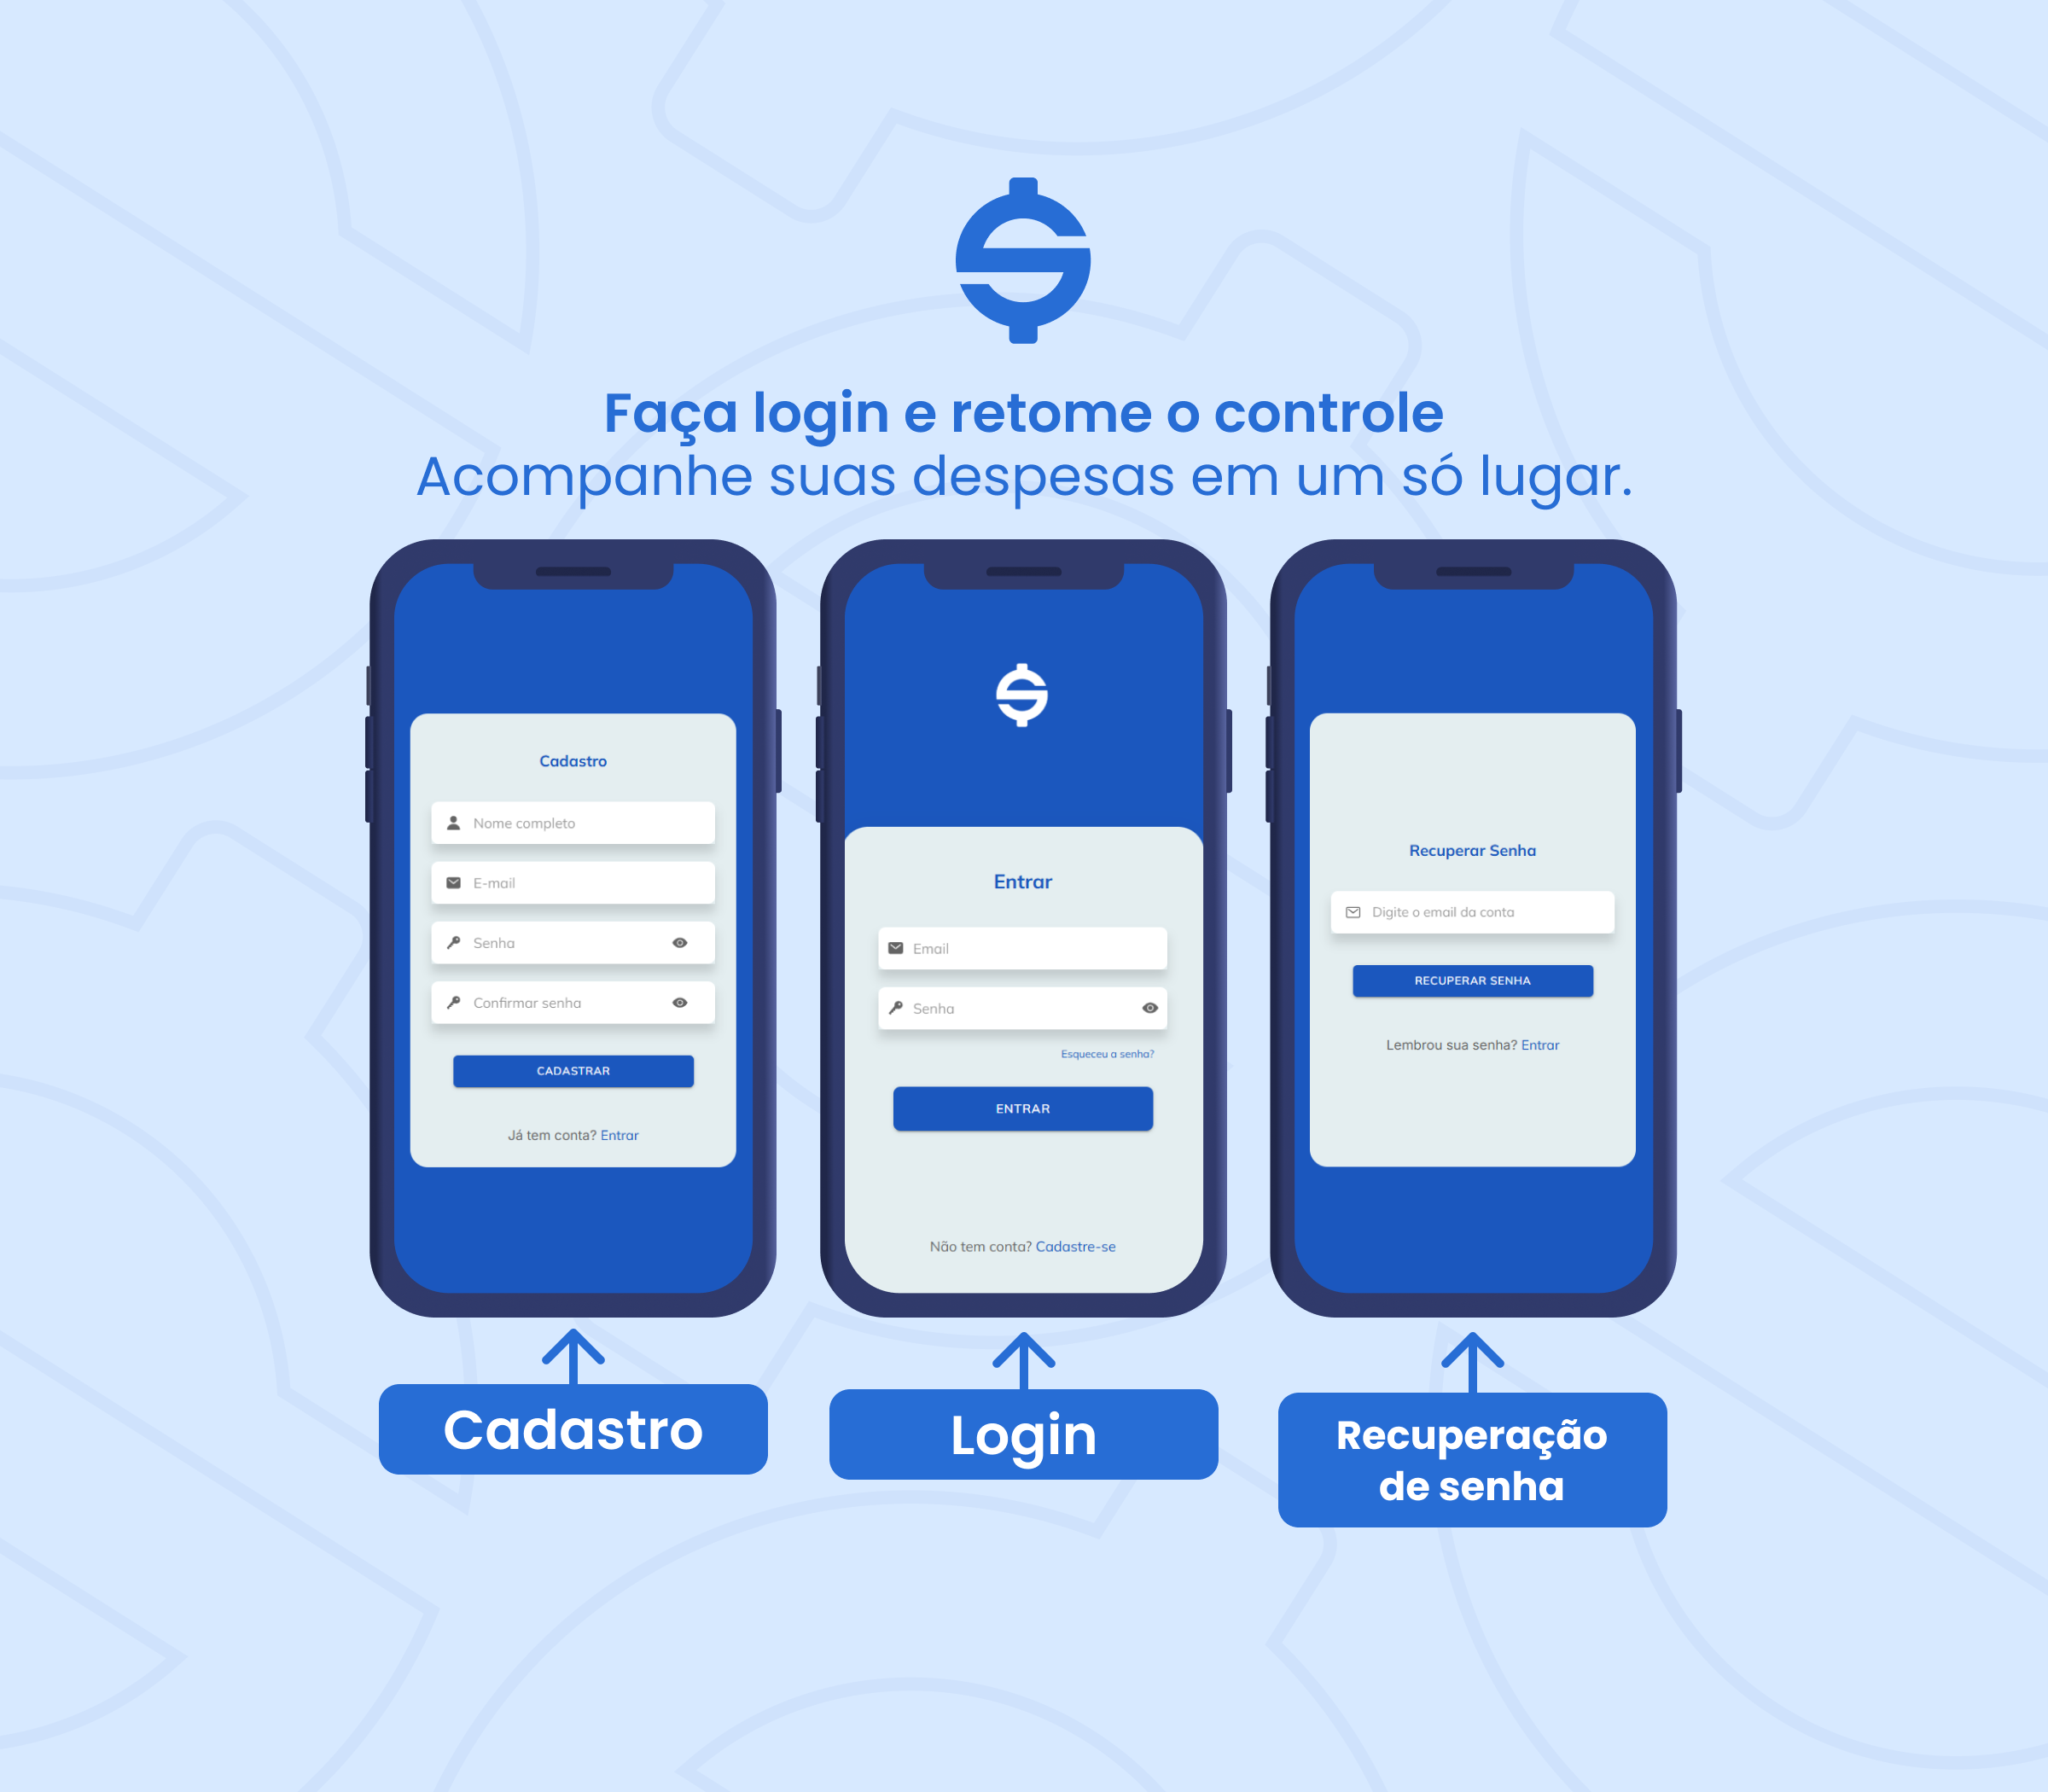 Faça login e retome o controle
Acompanhe suas despesas em um só lugar.
Cadastro
Nome completo
E-mail
Senha
Confirmar senha
CADASTRAR
Já tem conta? Entrar
Entrar
Email
Senha
Esqueceu a senha?
ENTRAR
Não tem conta? Cadastre-se
Recuperar Senha
Digite o email da conta
RECUPERAR SENHA
Lembrou sua senha? Entrar
Cadastro
Login
Recuperação
de senha